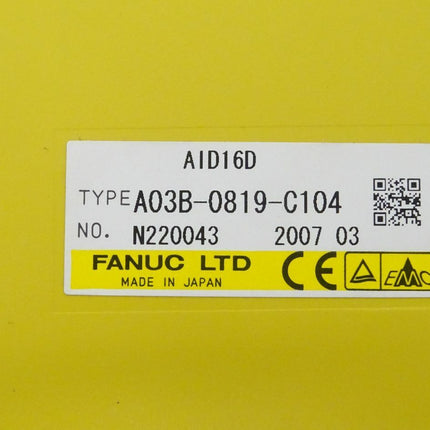 AID16D
TYPE A03B-0819-C104
NO. N220043 2007 03
FANUC LTD CE EMC
MADE IN JAPAN